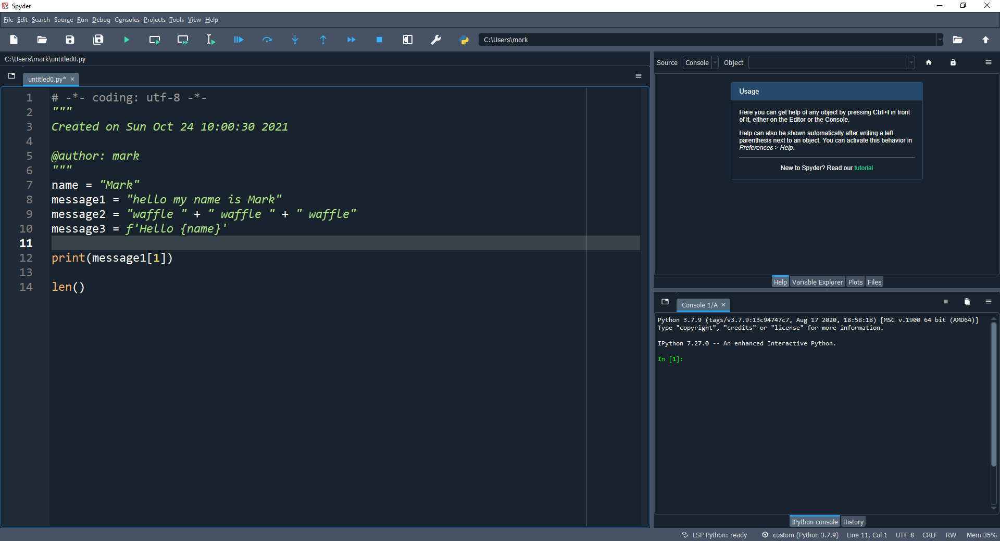 Spyder
File Edit Search Source Run Debug Consoles Projects Tools View Help
C:\Users\mark
C:\Users\mark\untitled0.py
untitled0.py*
1 # -*- coding: utf-8 -*-
2 """
3 Created on Sun Oct 24 10:00:30 2021
4
5 @author: mark
6 """
7 name = "Mark"
8 message1 = "hello my name is Mark"
9 message2 = "waffle " + " waffle " + " waffle"
10 message3 = f'Hello {name}'
11
12 print(message1[1])
13
14 len()
Source Console Object
Usage
Here you can get help of any object by pressing Ctrl+I in front
of it, either on the Editor or the Console.
Help can also be shown automatically after writing a left
parenthesis next to an object. You can activate this behavior in
Preferences > Help.
New to Spyder? Read our tutorial
Help Variable Explorer Plots Files
Console 1/A
Python 3.7.9 (tags/v3.7.9:13c94747c7, Aug 17 2020, 18:58:18) [MSC v.1900 64 bit (AMD64)]
Type "copyright", "credits" or "license" for more information.
IPython 7.27.0 -- An enhanced Interactive Python.
In [1]:
IPython console History
LSP Python: ready custom (Python 3.7.9) Line 11, Col 1 UTF-8 CRLF RW Mem 35%